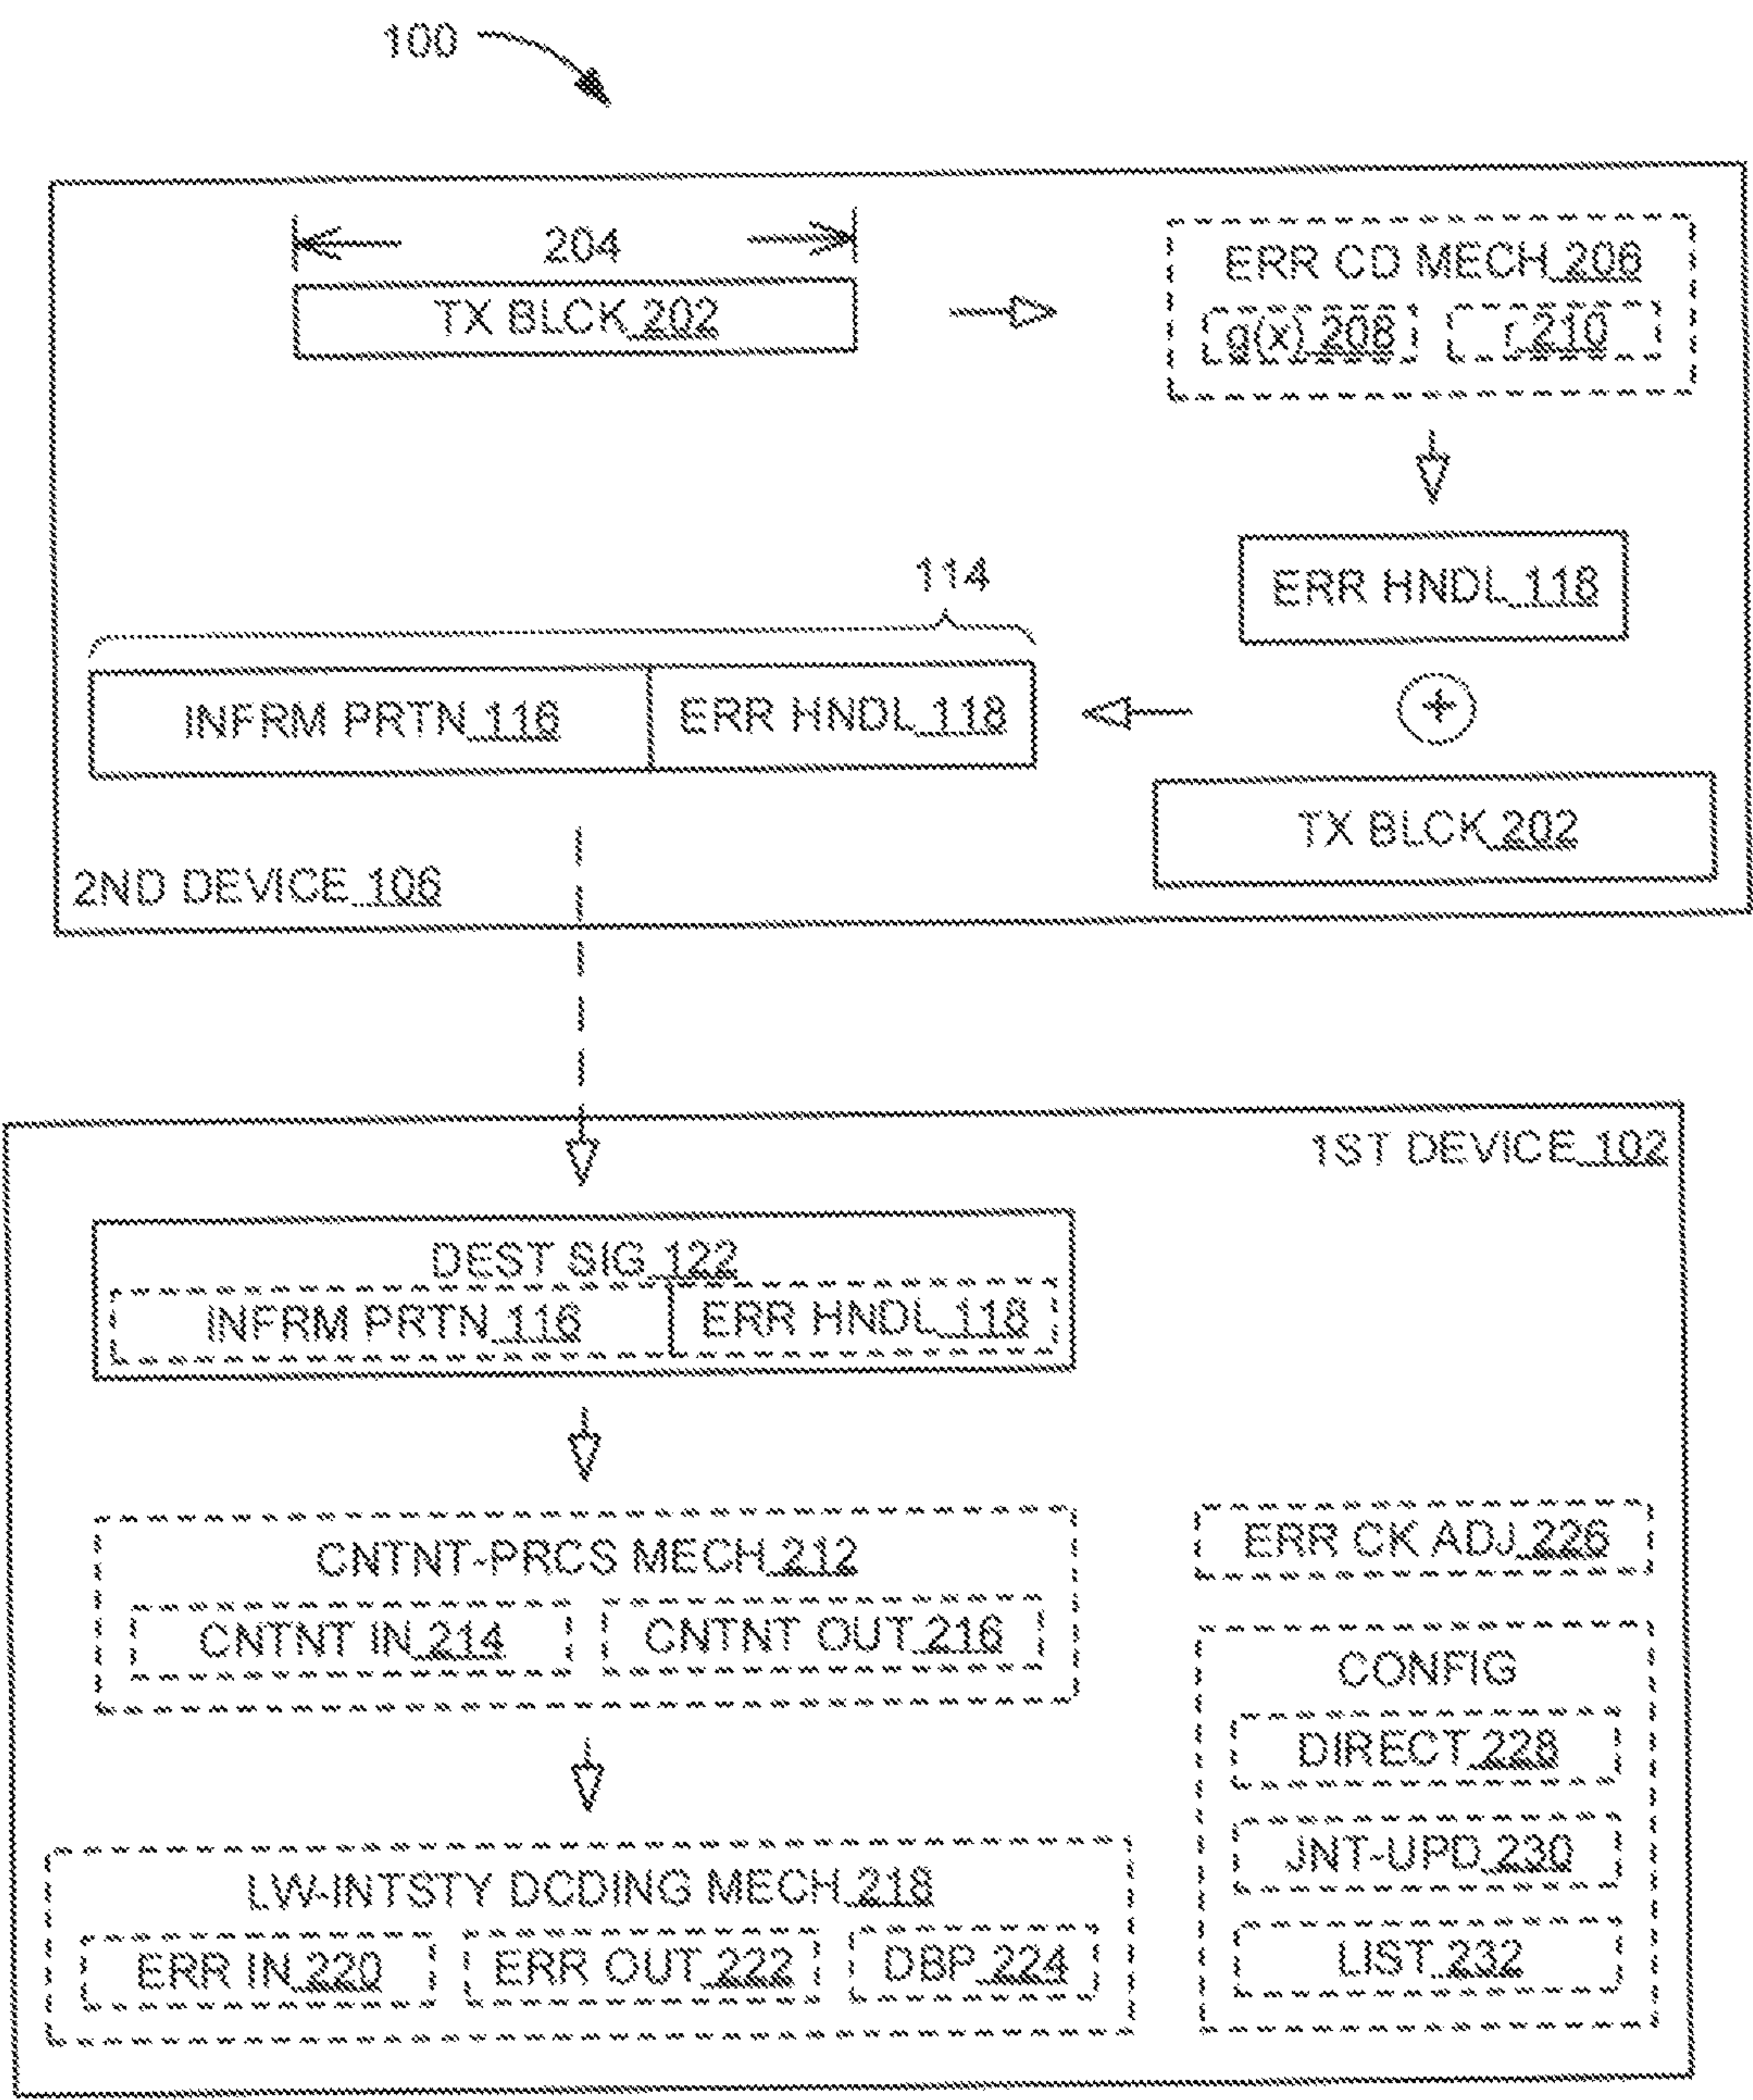 100
204
TX BLCK 202
ERR CD MECH 206
g(x) 208
r 210
ERR HNDL 118
114
INFRM PRTN 116
ERR HNDL 118
+
TX BLCK 202
2ND DEVICE 106
1ST DEVICE 102
DEST SIG 122
INFRM PRTN 116
ERR HNDL 118
CNTNT-PRCS MECH 212
CNTNT IN 214
CNTNT OUT 216
ERR CK ADJ 226
CONFIG
DIRECT 228
JNT-UPD 230
LIST 232
LW-INTSTY DCDING MECH 218
ERR IN 220
ERR OUT 222
DBP 224